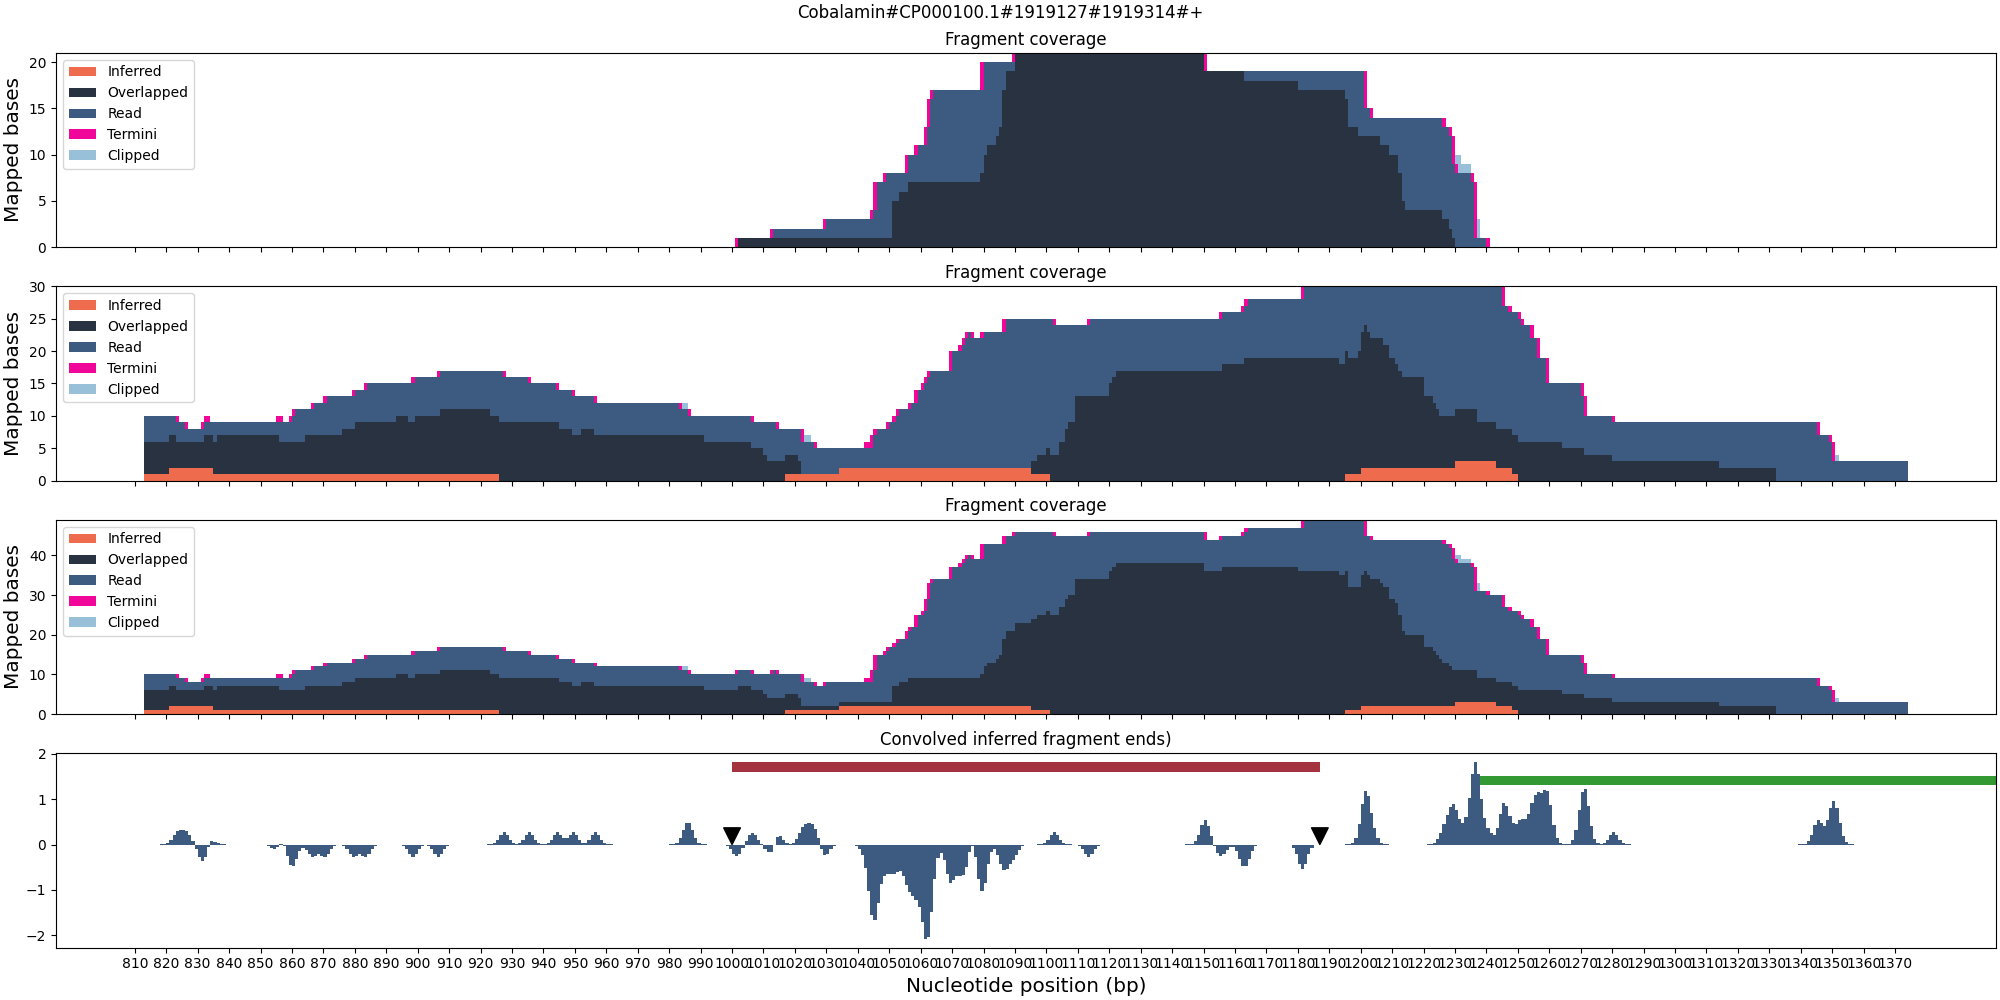 Cobalamin#CP000100.1#1919127#1919314#+
Fragment coverage
20
15
10
5
0
Mapped bases
Inferred
Overlapped
Read
Termini
Clipped
Fragment coverage
30
25
20
15
10
5
0
Mapped bases
Inferred
Overlapped
Read
Termini
Clipped
Fragment coverage
40
30
20
10
0
Mapped bases
Inferred
Overlapped
Read
Termini
Clipped
Convolved inferred fragment ends)
2
1
0
−1
−2
810 820 830 840 850 860 870 880 890 900 910 920 930 940 950 960 970 980 990 1000 1010 1020 1030 1040 1050 1060 1070 1080 1090 1100 1110 1120 1130 1140 1150 1160 1170 1180 1190 1200 1210 1220 1230 1240 1250 1260 1270 1280 1290 1300 1310 1320 1330 1340 1350 1360 1370
Nucleotide position (bp)